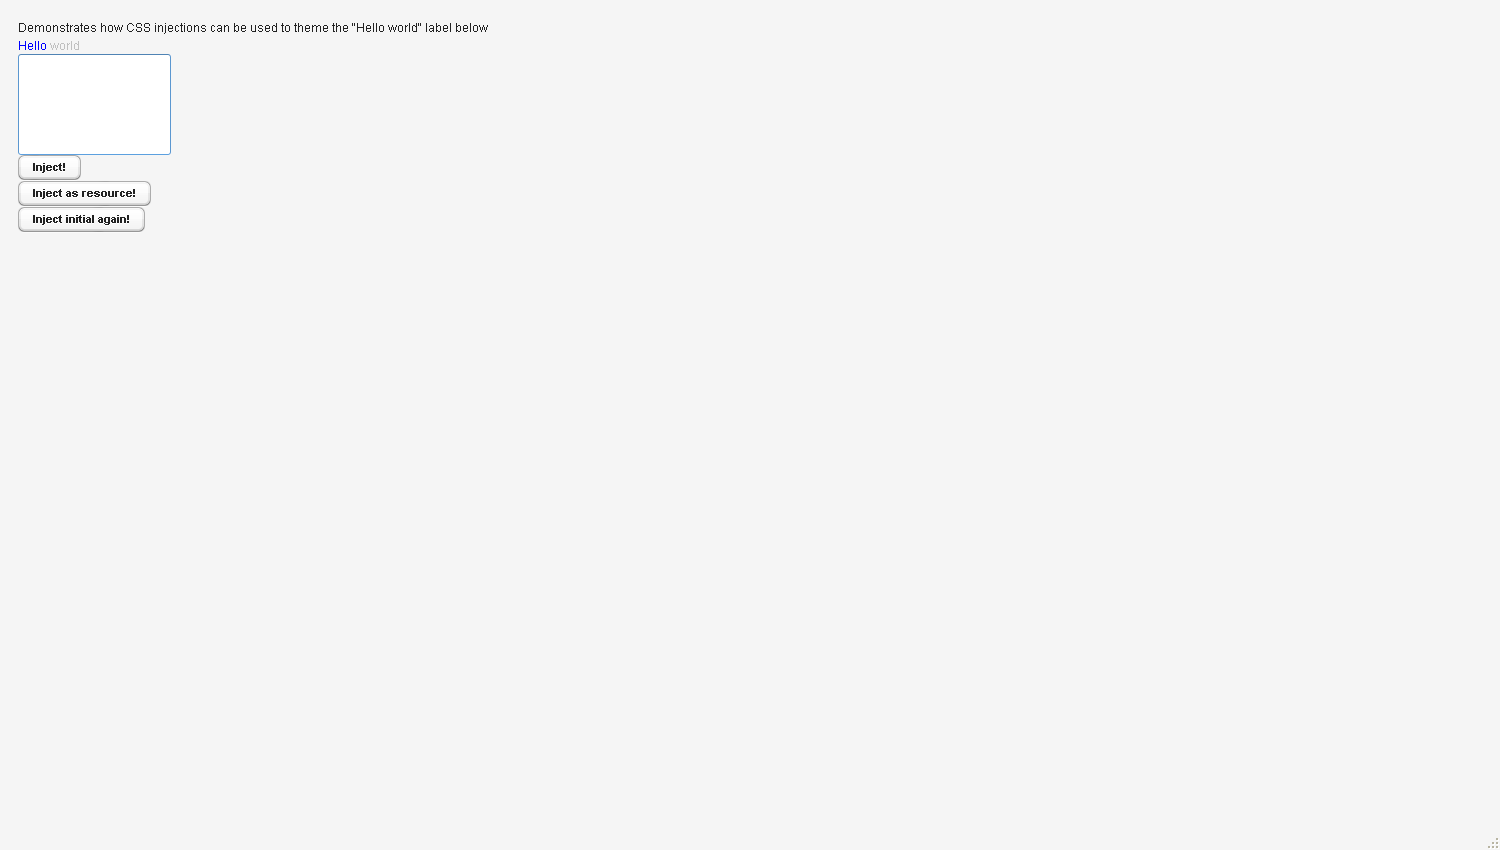 Demonstrates how CSS injections can be used to theme the "Hello world" label below
Hello world
Inject!
Inject as resource!
Inject initial again!